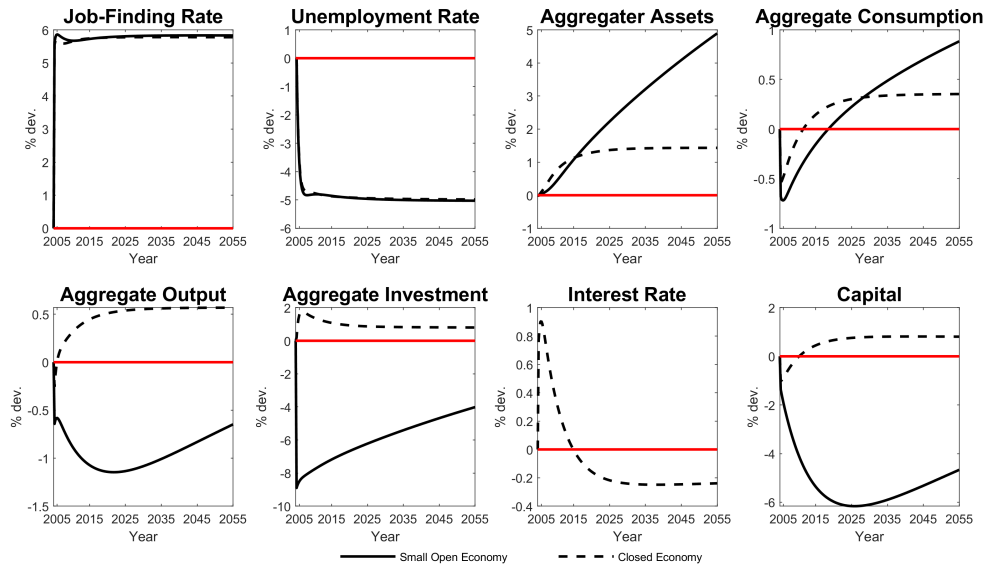 Job-Finding Rate
Unemployment Rate
Aggregater Assets
Aggregate Consumption
% dev.
6
5
4
3
2
1
0
2005 2015 2025 2035 2045 2055
Year
% dev.
1
0
-1
-2
-3
-4
-5
-6
2005 2015 2025 2035 2045 2055
Year
% dev.
5
4
3
2
1
0
-1
2005 2015 2025 2035 2045 2055
Year
% dev.
1
0.5
0
-0.5
-1
2005 2015 2025 2035 2045 2055
Year
Aggregate Output
Aggregate Investment
Interest Rate
Capital
% dev.
0.5
0
-0.5
-1
-1.5
2005 2015 2025 2035 2045 2055
Year
% dev.
2
0
-2
-4
-6
-8
-10
2005 2015 2025 2035 2045 2055
Year
% dev.
1
0.8
0.6
0.4
0.2
0
-0.2
-0.4
2005 2015 2025 2035 2045 2055
Year
% dev.
2
0
-2
-4
-6
2005 2015 2025 2035 2045 2055
Year
Small Open Economy
Closed Economy